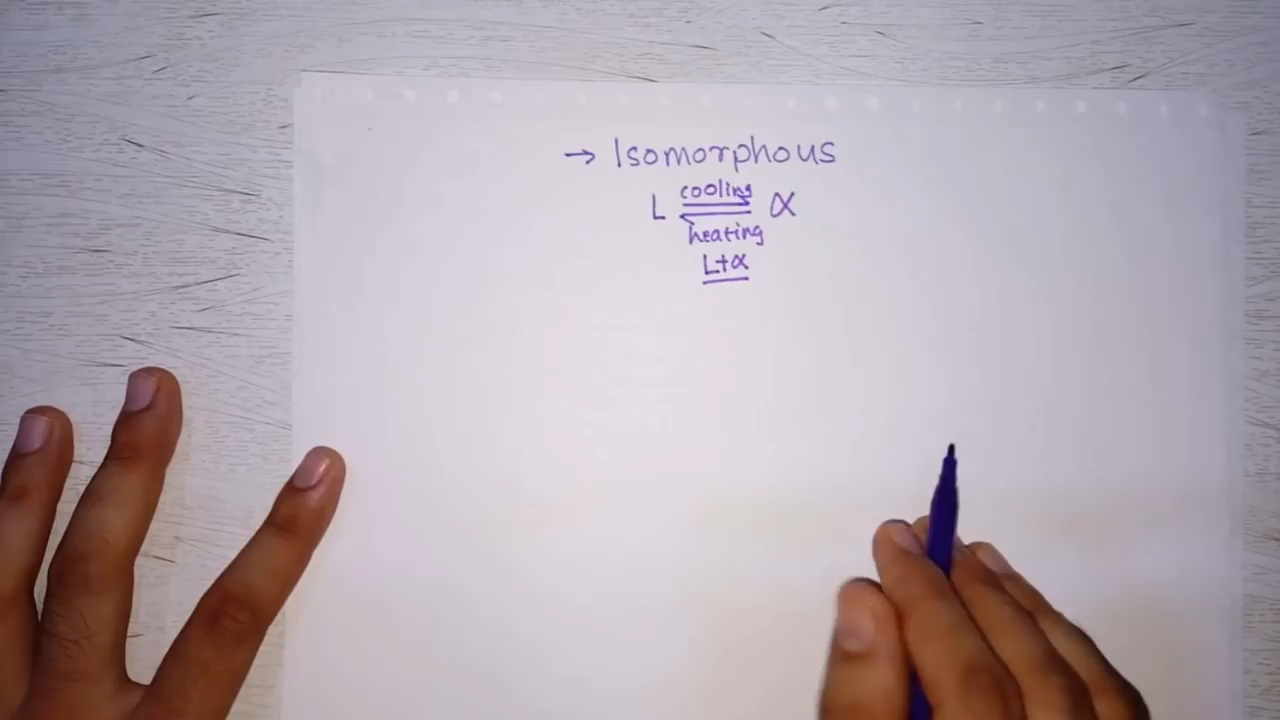 → Isomorphous
cooling
L ⇌ α
heating
L+α